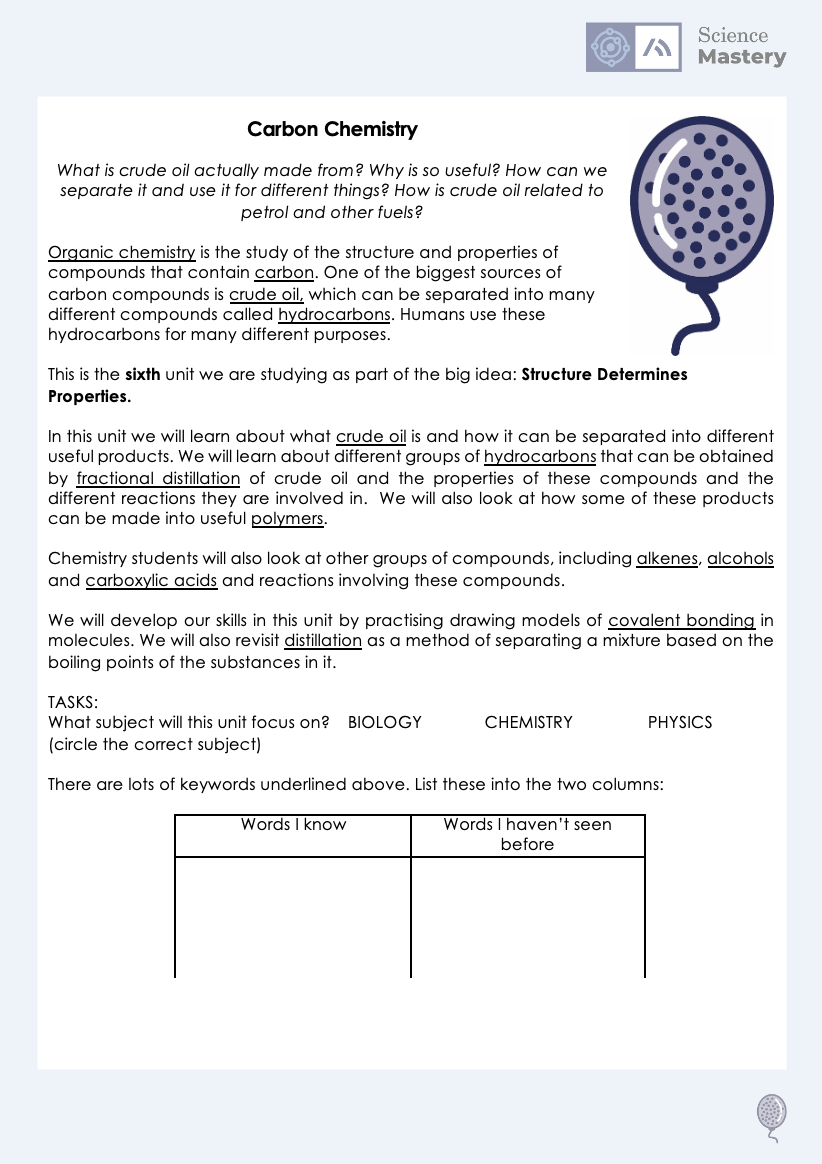 Science
Mastery
Carbon Chemistry
What is crude oil actually made from? Why is so useful? How can we
separate it and use it for different things? How is crude oil related to
petrol and other fuels?
Organic chemistry is the study of the structure and properties of
compounds that contain carbon. One of the biggest sources of
carbon compounds is crude oil, which can be separated into many
different compounds called hydrocarbons. Humans use these
hydrocarbons for many different purposes.
This is the sixth unit we are studying as part of the big idea: Structure Determines
Properties.
In this unit we will learn about what crude oil is and how it can be separated into different
useful products. We will learn about different groups of hydrocarbons that can be obtained
by fractional distillation of crude oil and the properties of these compounds and the
different reactions they are involved in.  We will also look at how some of these products
can be made into useful polymers.
Chemistry students will also look at other groups of compounds, including alkenes, alcohols
and carboxylic acids and reactions involving these compounds.
We will develop our skills in this unit by practising drawing models of covalent bonding in
molecules. We will also revisit distillation as a method of separating a mixture based on the
boiling points of the substances in it.
TASKS:
What subject will this unit focus on? BIOLOGY CHEMISTRY PHYSICS
(circle the correct subject)
There are lots of keywords underlined above. List these into the two columns:
Words I know
Words I haven't seen
before